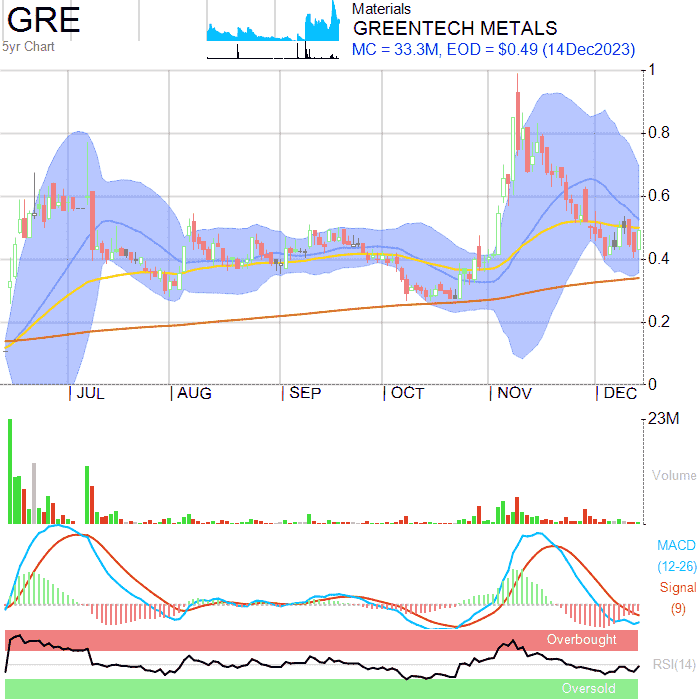 GRE
5yr Chart
Materials
GREENTECH METALS
MC = 33.3M, EOD = $0.49 (14Dec2023)
1
0.8
0.6
0.4
0.2
0
JUL AUG SEP OCT NOV DEC
23M
Volume
MACD
(12-26)
Signal
(9)
Overbought
RSI(14)
Oversold